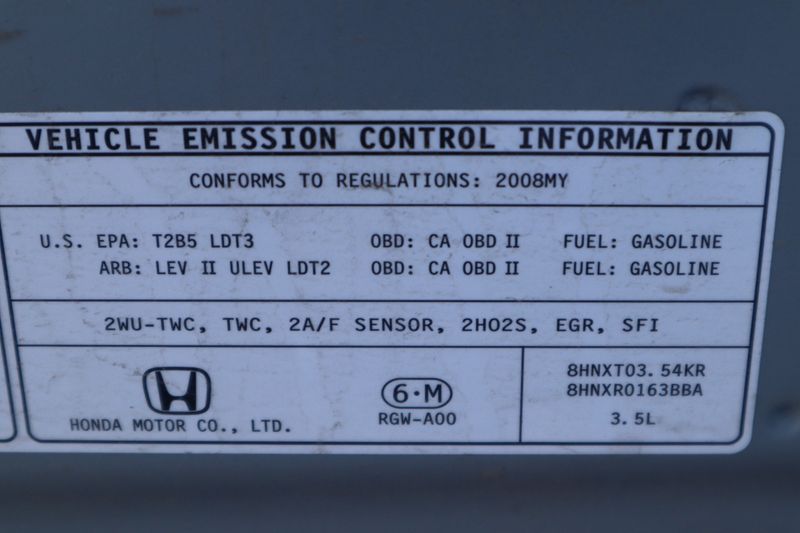 VEHICLE EMISSION CONTROL INFORMATION
CONFORMS TO REGULATIONS: 2008MY
U.S. EPA: T2B5 LDT3 OBD: CA OBD II FUEL: GASOLINE
ARB: LEV II ULEV LDT2 OBD: CA OBD II FUEL: GASOLINE
2WU-TWC, TWC, 2A/F SENSOR, 2HO2S, EGR, SFI
HONDA MOTOR CO., LTD.
6·M
RGW-A00
8HNXT03.54KR
8HNXR0163BBA
3.5L